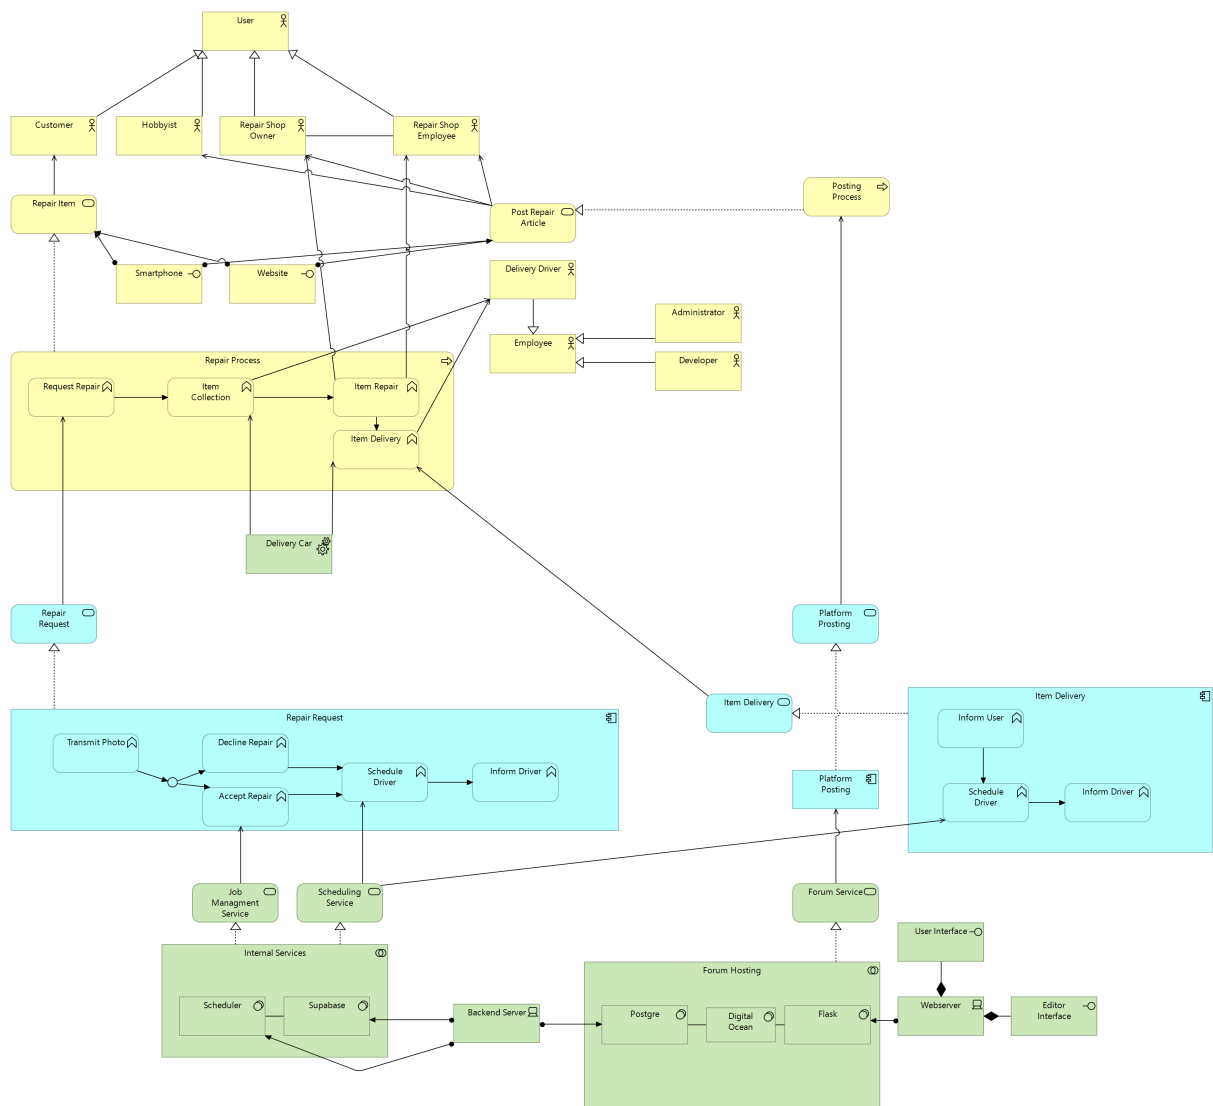 User
Customer
Hobbyist
Repair Shop
Owner
Repair Shop
Employee
Repair Item
Post Repair
Article
Posting
Process
Smartphone
Website
Delivery Driver
Employee
Administrator
Developer
Repair Process
Request Repair
Item
Collection
Item Repair
Item Delivery
Delivery Car
Repair
Request
Platform
Prosting
Item Delivery
Item Delivery
Repair Request
Transmit Photo
Decline Repair
Accept Repair
Schedule
Driver
Inform Driver
Platform
Posting
Inform User
Schedule
Driver
Inform Driver
Job
Managment
Service
Scheduling
Service
Forum Service
Internal Services
Scheduler
Supabase
Backend Server
Forum Hosting
Postgre
Digital
Ocean
Flask
User Interface
Webserver
Editor
Interface